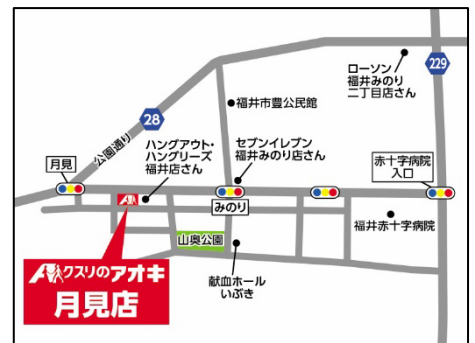 ローソン
福井みのり
二丁目店さん
229
福井市豊公民館
28
公園通り
ハングアウト・
ハングリーズ
福井店さん
セブンイレブン
福井みのり店さん
月見
赤十字病院
入口
みのり
山奥公園
福井赤十字病院
献血ホール
いぶき
クスリのアオキ
月見店